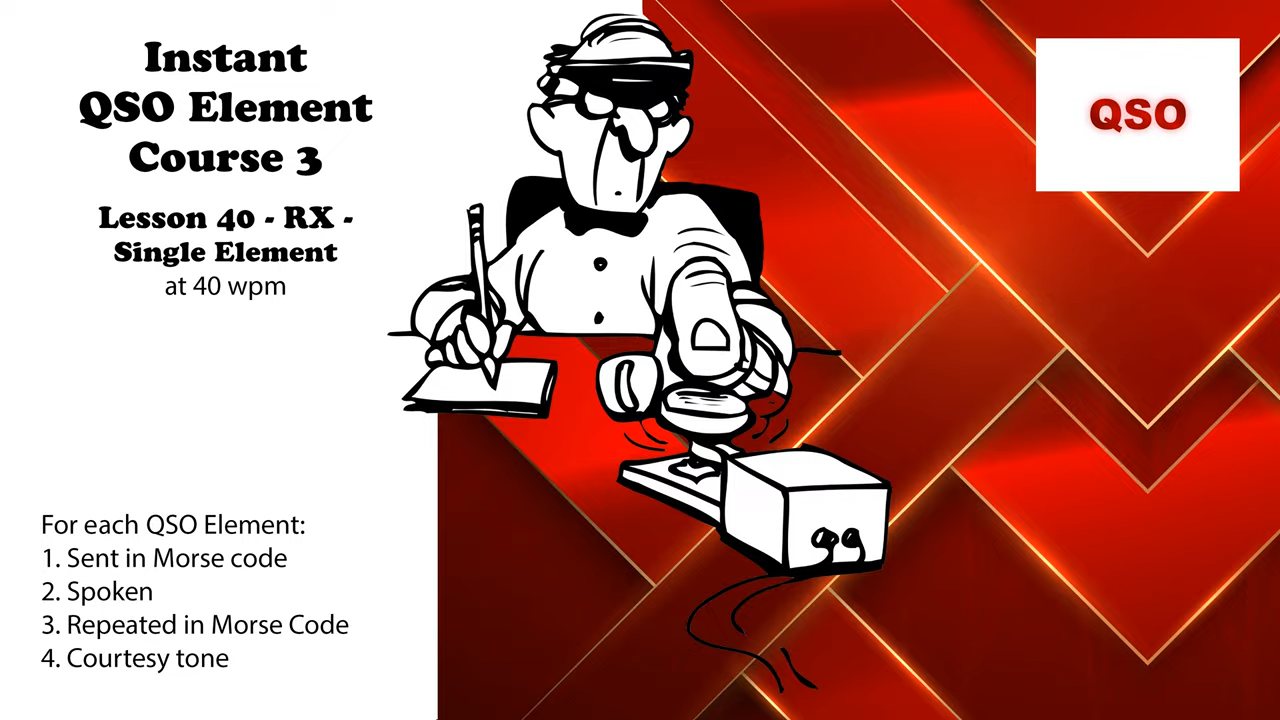 Instant
QSO Element
Course 3
Lesson 40 - RX -
Single Element
at 40 wpm
QSO
For each QSO Element:
1. Sent in Morse code
2. Spoken
3. Repeated in Morse Code
4. Courtesy tone